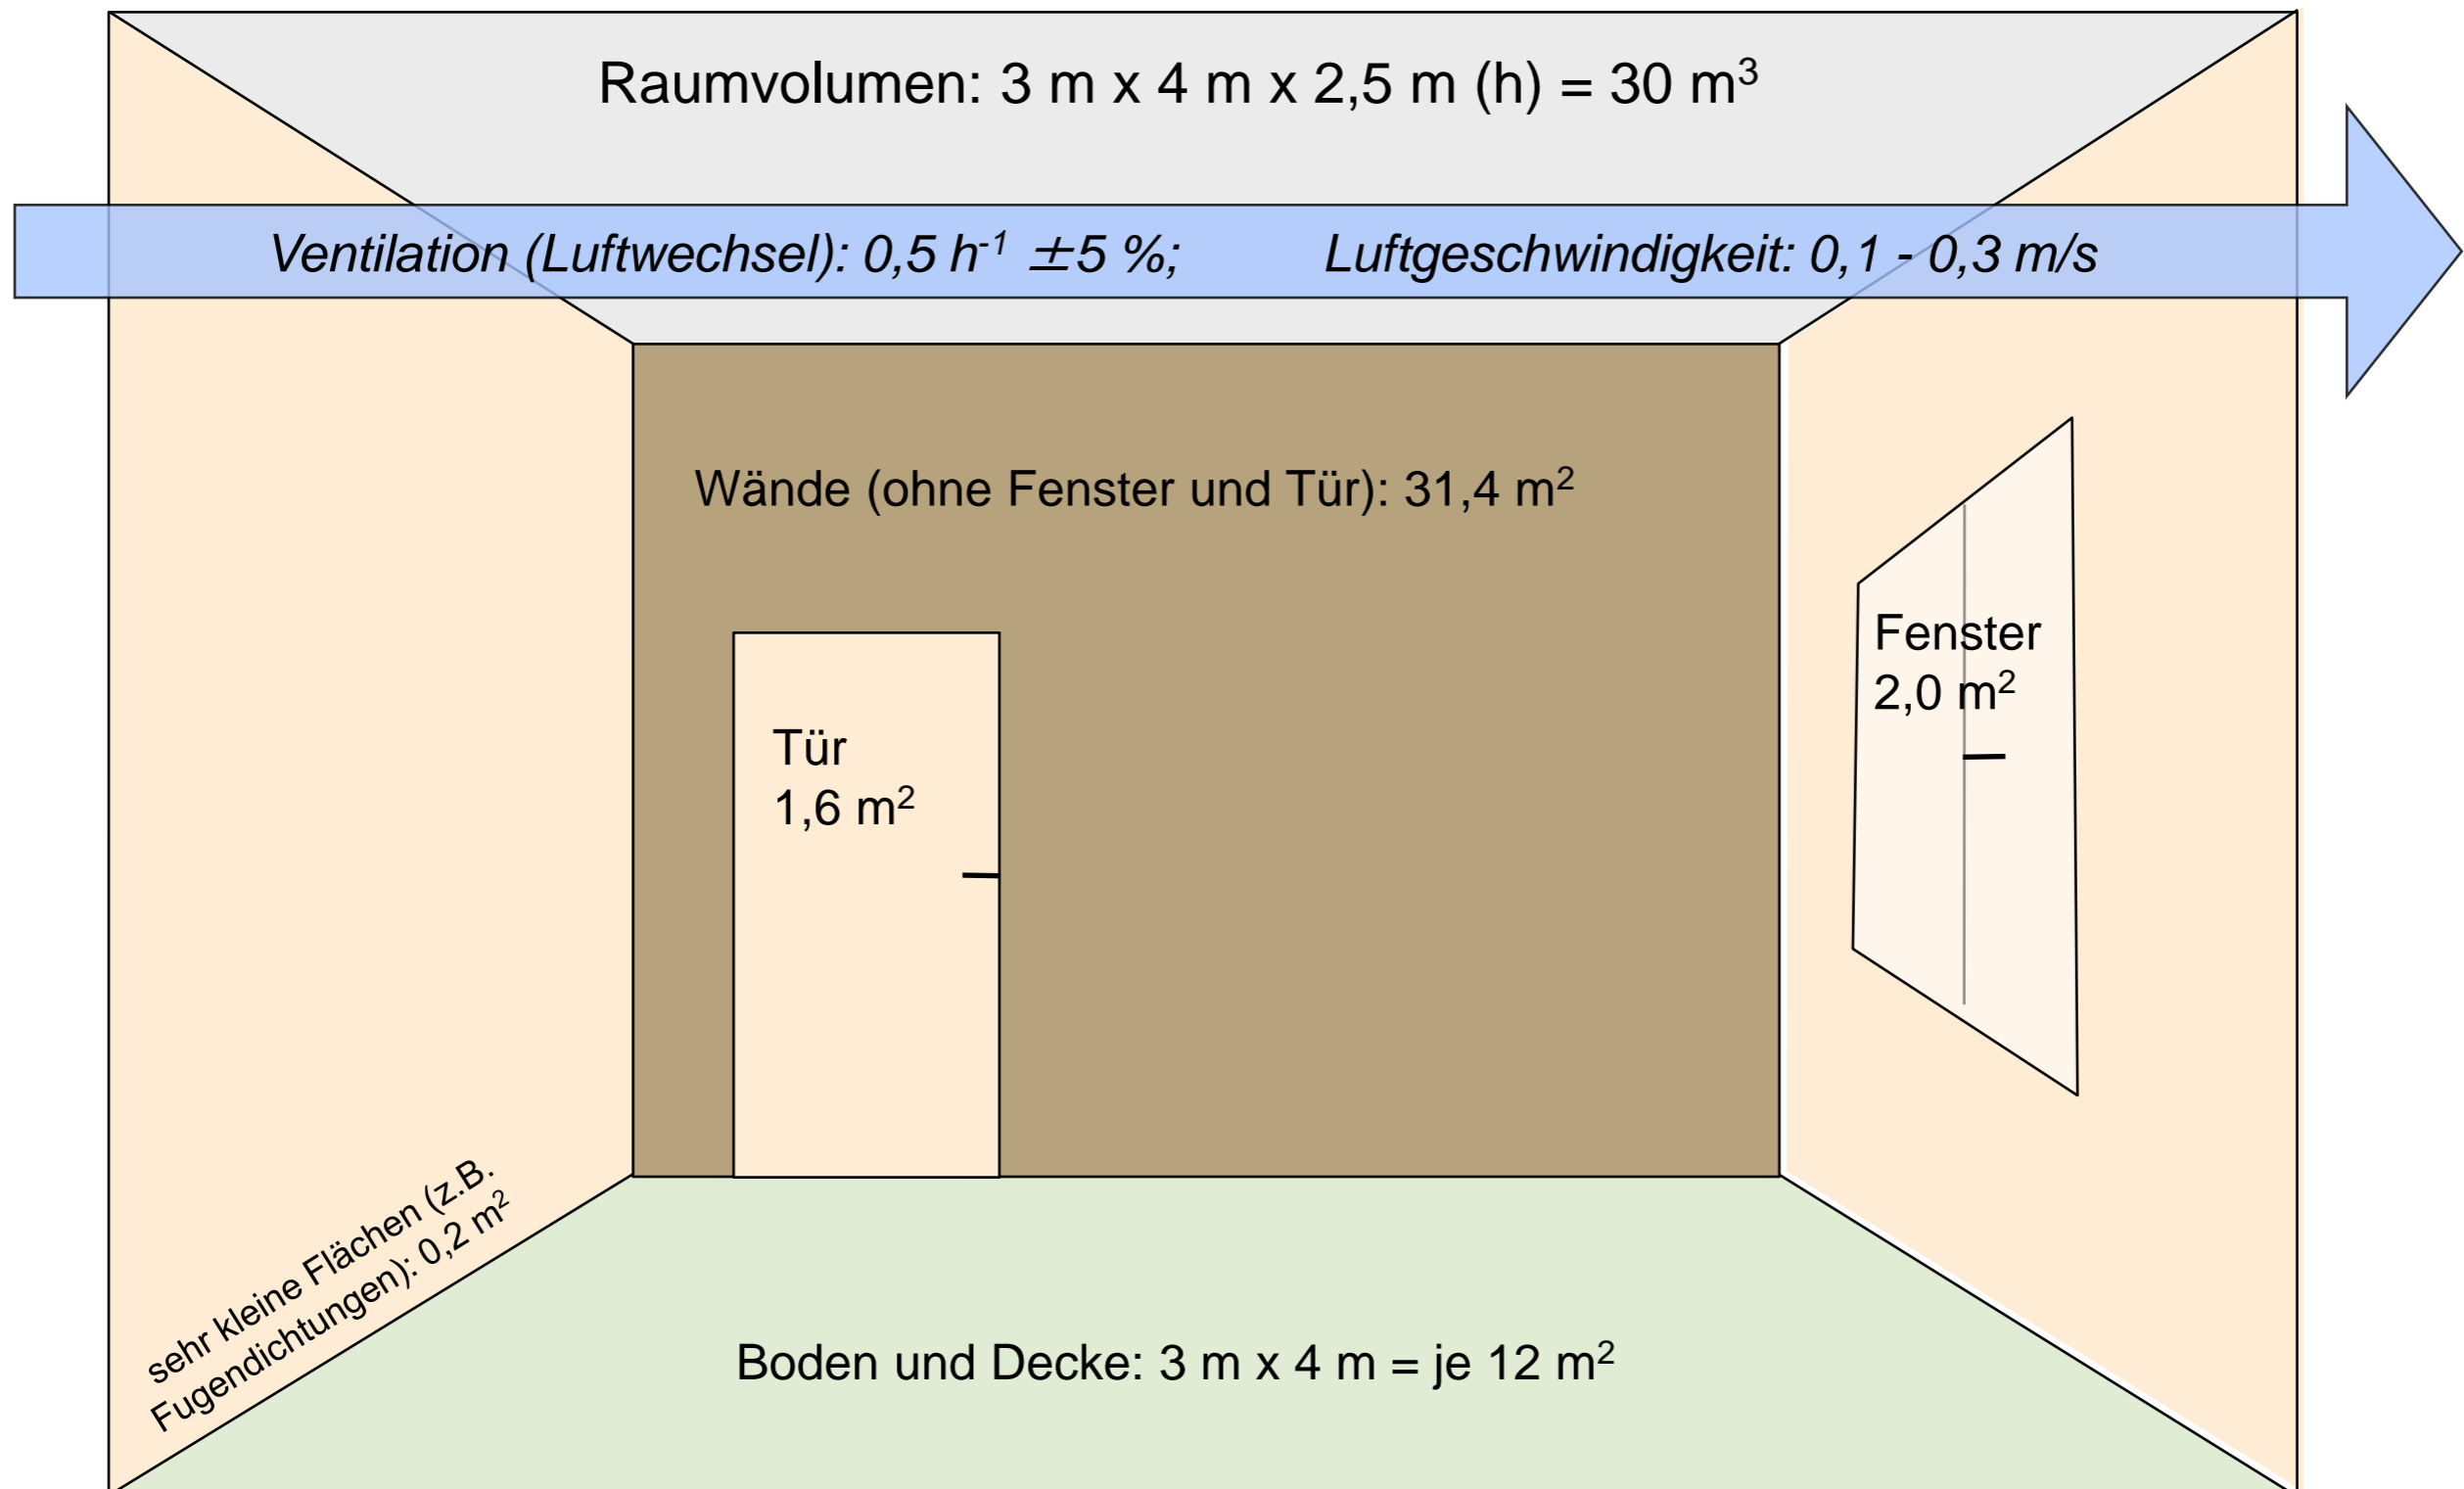 Raumvolumen: 3 m x 4 m x 2,5 m (h) = 30 m³
Ventilation (Luftwechsel): 0,5 h⁻¹ ±5 %; Luftgeschwindigkeit: 0,1 - 0,3 m/s
Wände (ohne Fenster und Tür): 31,4 m²
Fenster
2,0 m²
Tür
1,6 m²
sehr kleine Flächen (z.B.
Fugendichtungen): 0,2 m²
Boden und Decke: 3 m x 4 m = je 12 m²